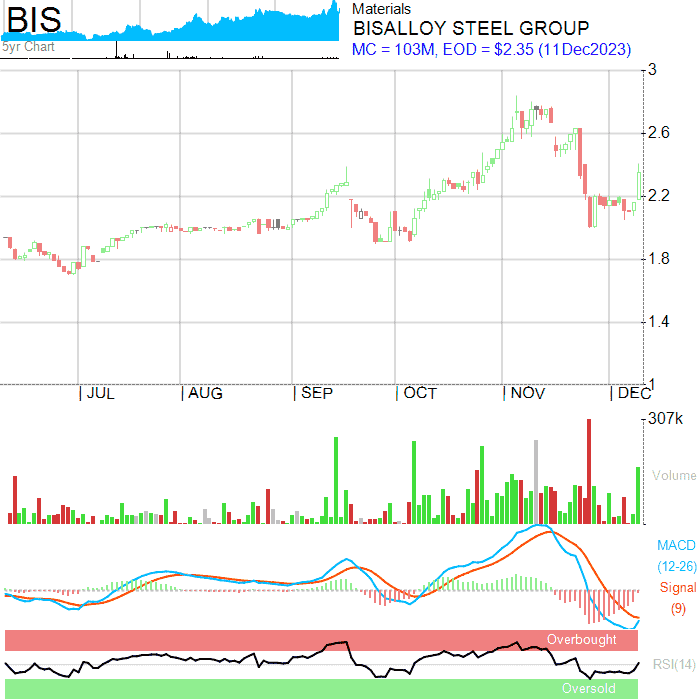 BIS
5yr Chart
Materials
BISALLOY STEEL GROUP
MC = 103M, EOD = $2.35 (11Dec2023)
3
2.6
2.2
1.8
1.4
1
JUL
AUG
SEP
OCT
NOV
DEC
307k
Volume
MACD
(12-26)
Signal
(9)
Overbought
RSI(14)
Oversold